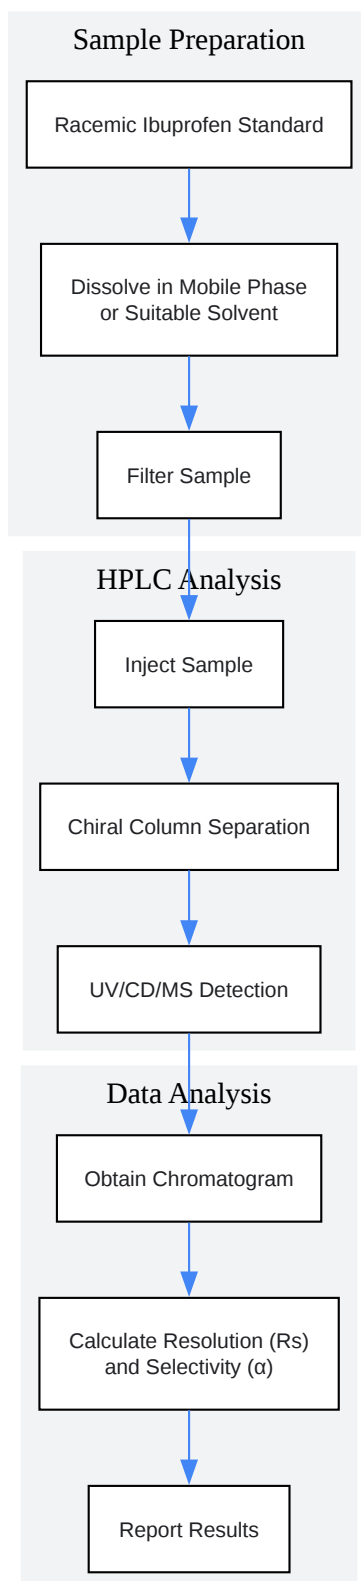 Sample Preparation
Racemic Ibuprofen Standard
Dissolve in Mobile Phase
or Suitable Solvent
Filter Sample
HPLC Analysis
Inject Sample
Chiral Column Separation
UV/CD/MS Detection
Data Analysis
Obtain Chromatogram
Calculate Resolution (Rs)
and Selectivity (α)
Report Results